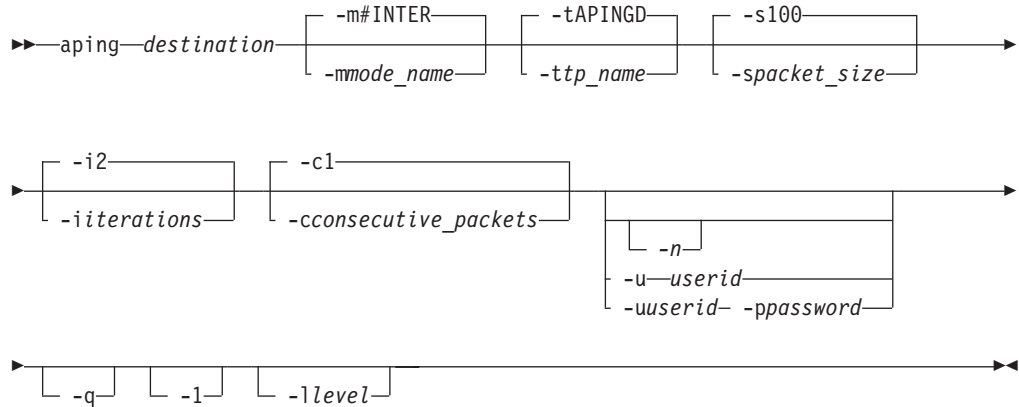 -m#INTER -tAPINGD -s100
aping destination
-mmode_name -ttp_name -spacket_size
-i2 -c1
-iiterations -cconsecutive_packets
-n
-u userid
-uuserid -ppassword
-q -1 -llevel